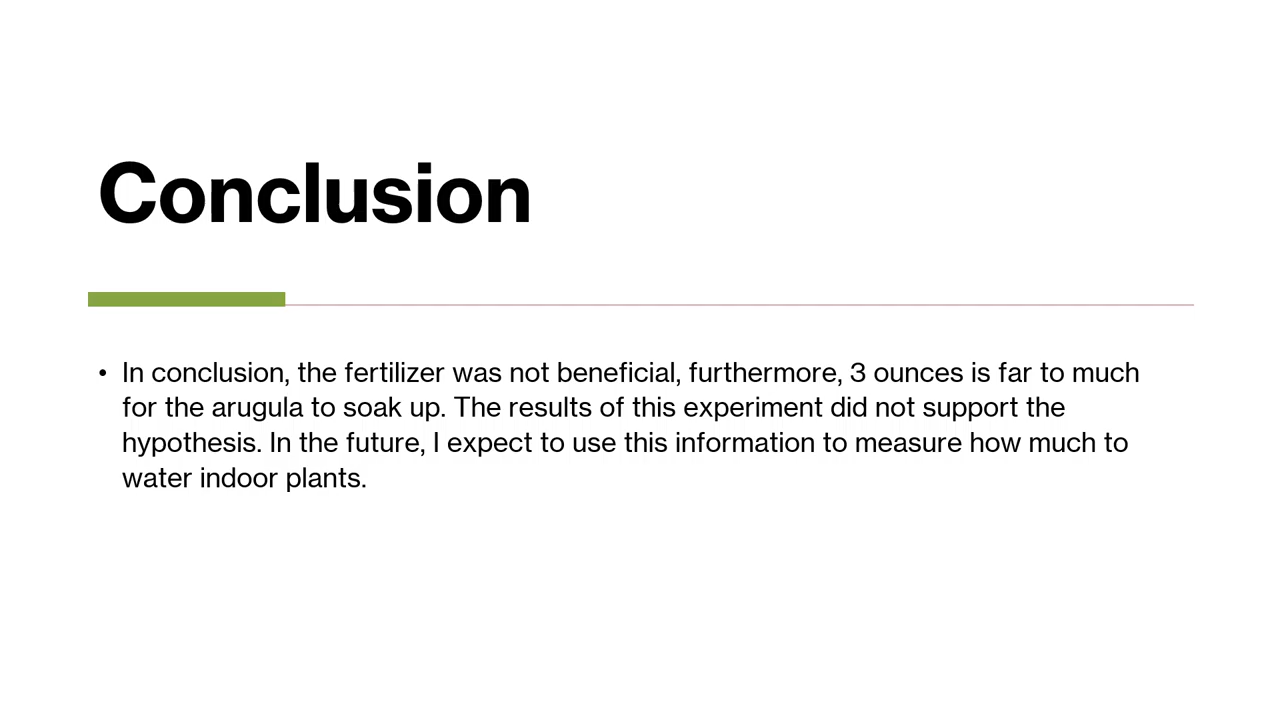 Conclusion
• In conclusion, the fertilizer was not beneficial, furthermore, 3 ounces is far to much
for the arugula to soak up. The results of this experiment did not support the
hypothesis. In the future, I expect to use this information to measure how much to
water indoor plants.